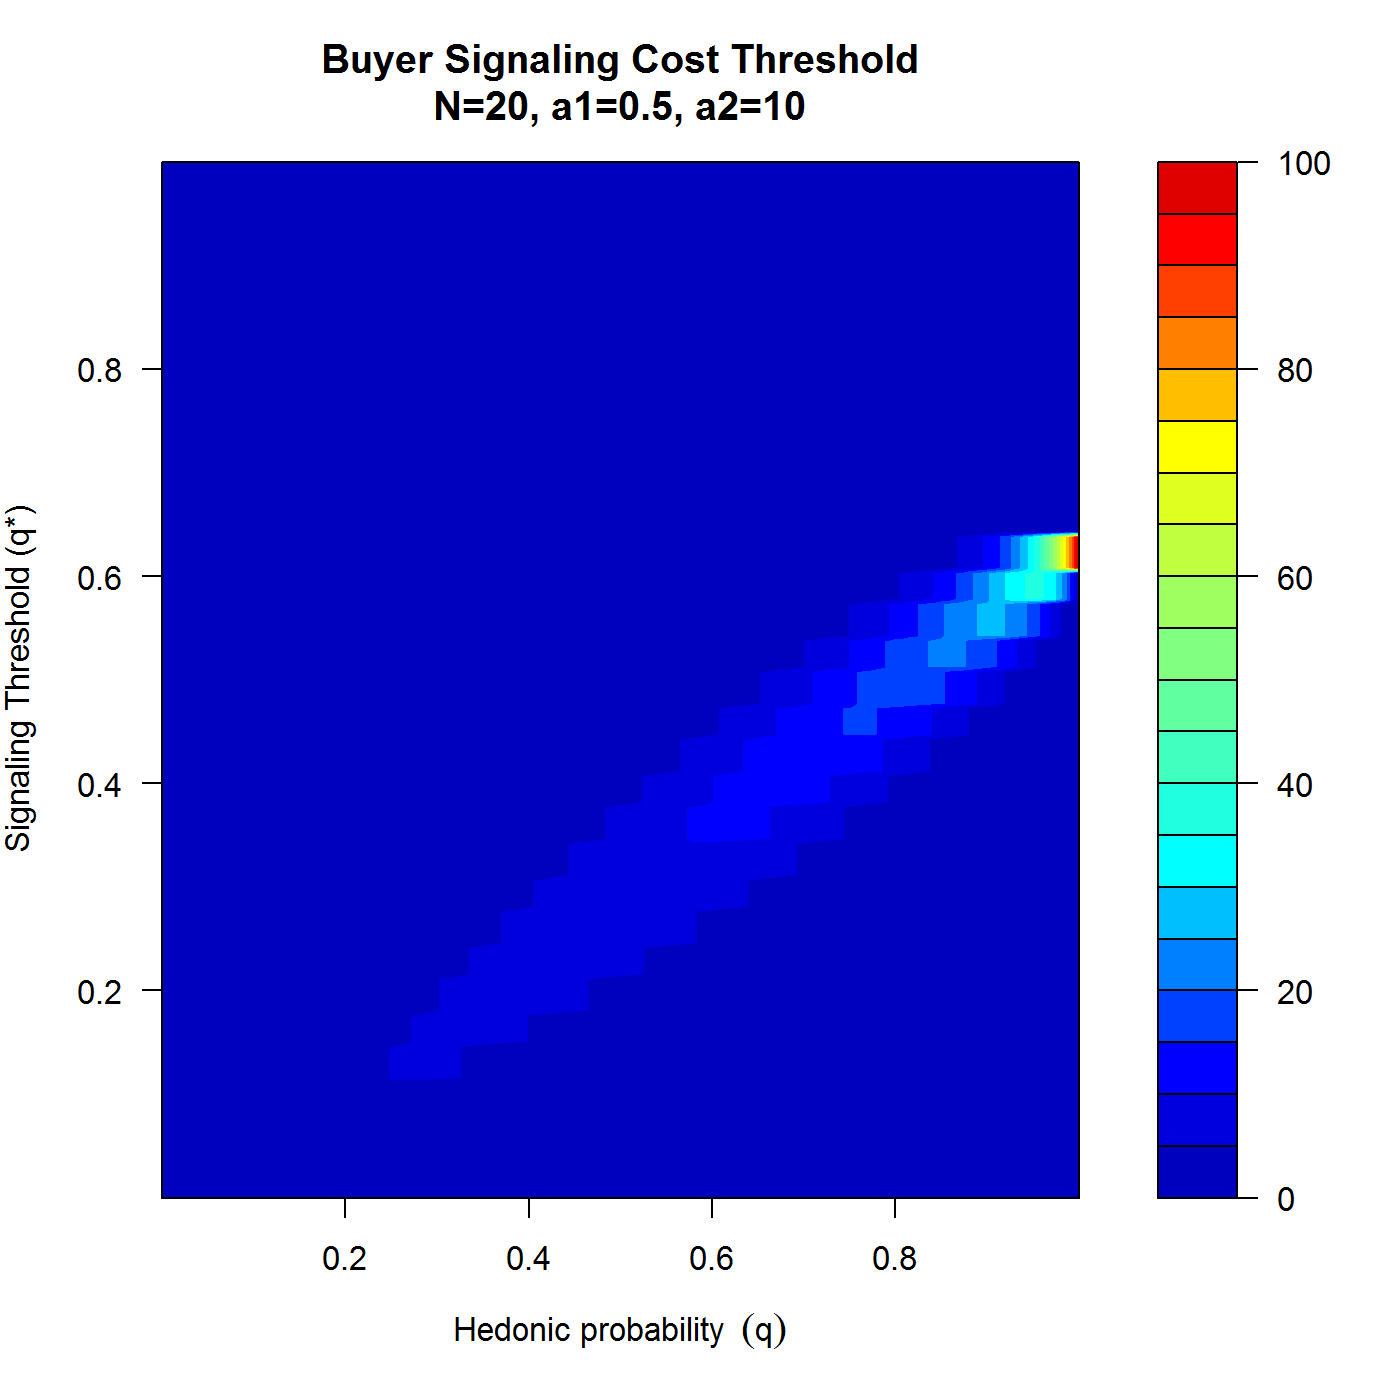 Buyer Signaling Cost Threshold
N=20, a1=0.5, a2=10
Signaling Threshold (q*)
0.8
0.6
0.4
0.2
0.2 0.4 0.6 0.8
Hedonic probability (q)
100
80
60
40
20
0